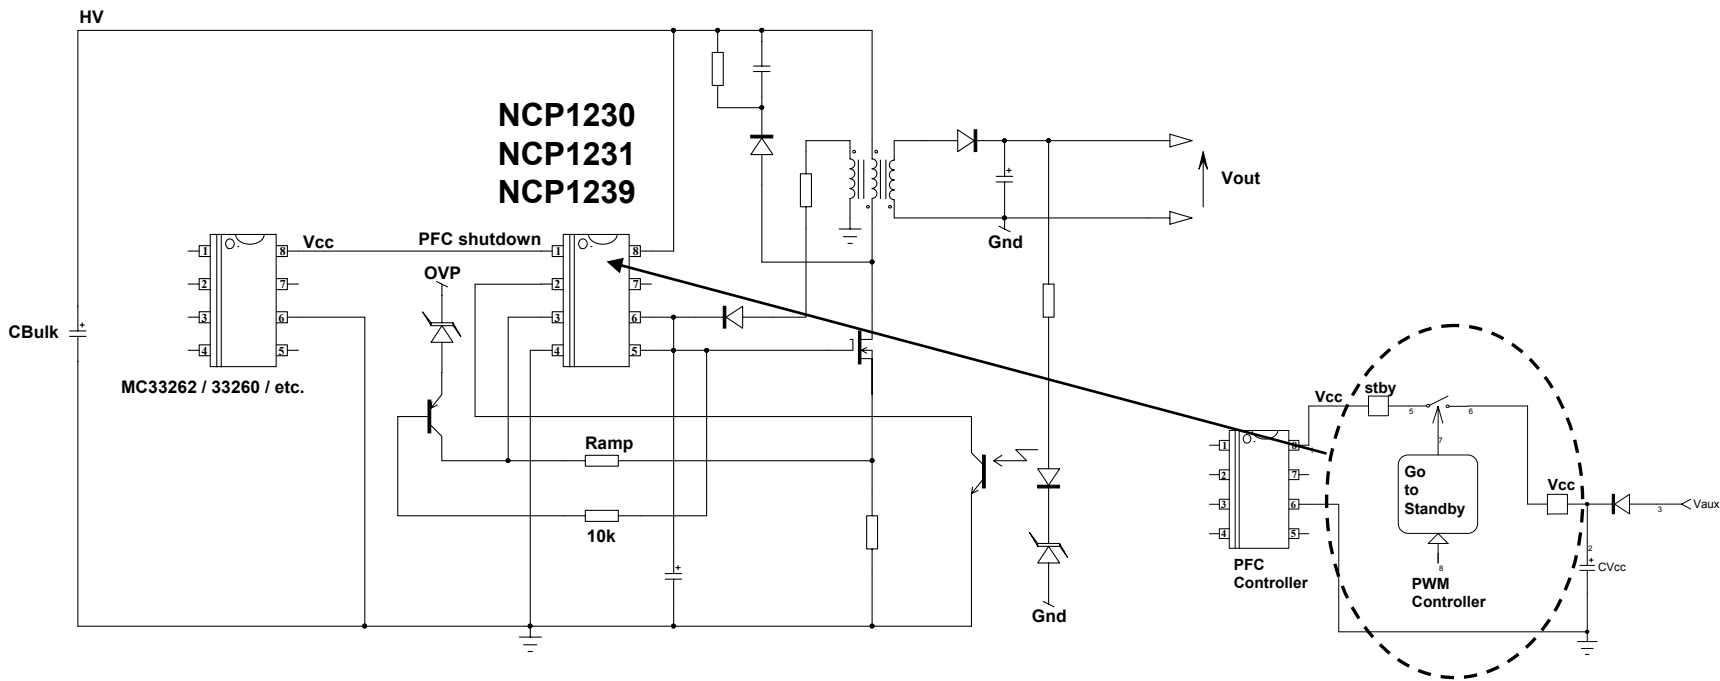 HV
NCP1230
NCP1231
NCP1239
Vout
Gnd
Vcc
PFC shutdown
1
8
1
8
OVP
2
7
2
7
3
6
3
6
CBulk
4
5
4
5
MC33262 / 33260 / etc.
Ramp
10k
Gnd
stby
Vcc
5
6
7
1
8
2
7
3
6
4
5
Go
to
Standby
Vcc
3
Vaux
2
CVcc
8
PFC
Controller
PWM
Controller
+
+
+
+